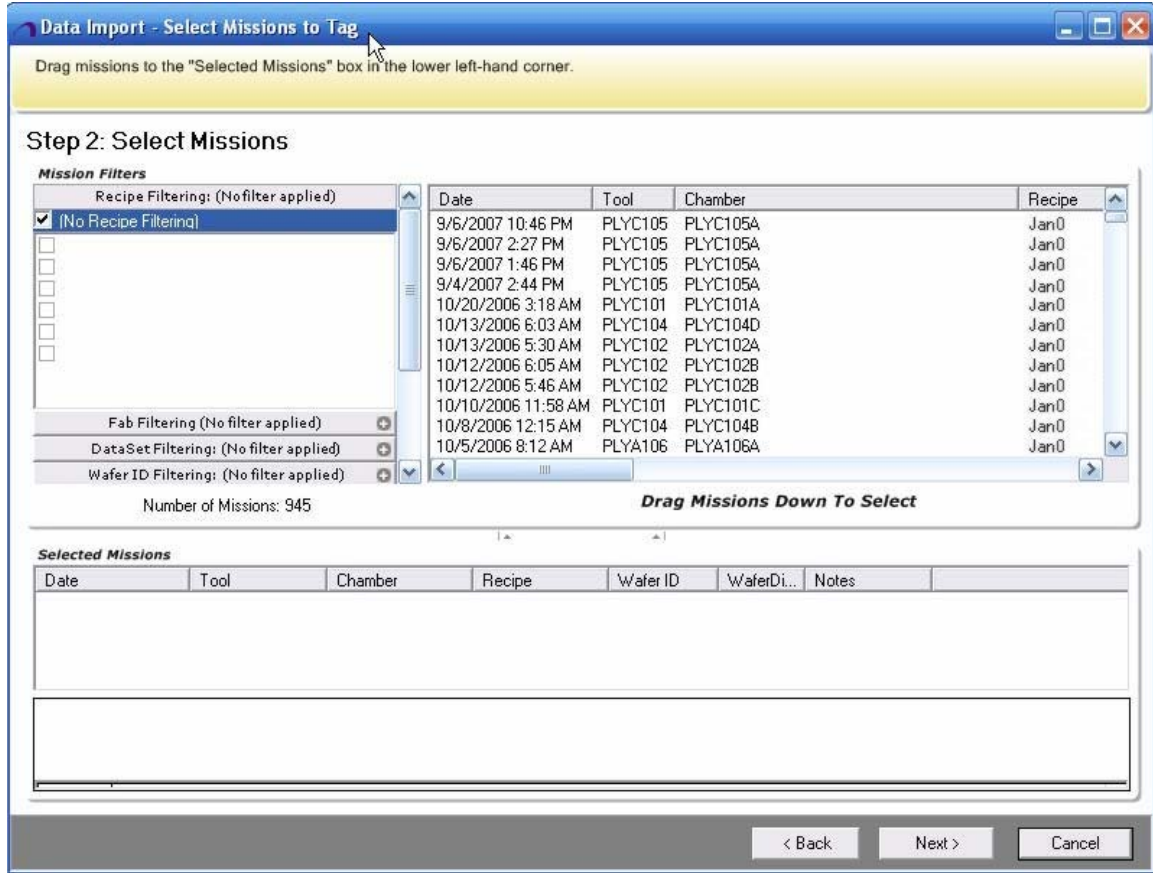 Data Import - Select Missions to Tag
Drag missions to the "Selected Missions" box in the lower left-hand corner.
Step 2: Select Missions
Mission Filters
Recipe Filtering: (No filter applied)
(No Recipe Filtering)
Fab Filtering (No filter applied)
DataSet Filtering: (No filter applied)
Wafer ID Filtering: (No filter applied)
Number of Missions: 945
Date Tool Chamber Recipe
9/6/2007 10:46 PM PLYC105 PLYC105A Jan0
9/6/2007 2:27 PM PLYC105 PLYC105A Jan0
9/6/2007 1:46 PM PLYC105 PLYC105A Jan0
9/4/2007 2:44 PM PLYC105 PLYC105A Jan0
10/20/2006 3:18 AM PLYC101 PLYC101A Jan0
10/13/2006 6:03 AM PLYC104 PLYC104D Jan0
10/13/2006 5:30 AM PLYC102 PLYC102A Jan0
10/12/2006 6:05 AM PLYC102 PLYC102B Jan0
10/12/2006 5:46 AM PLYC102 PLYC102B Jan0
10/10/2006 11:58 AM PLYC101 PLYC101C Jan0
10/8/2006 12:15 AM PLYC104 PLYC104B Jan0
10/5/2006 8:12 AM PLYA106 PLYA106A Jan0
Drag Missions Down To Select
Selected Missions
Date Tool Chamber Recipe Wafer ID WaferDi... Notes
< Back Next > Cancel